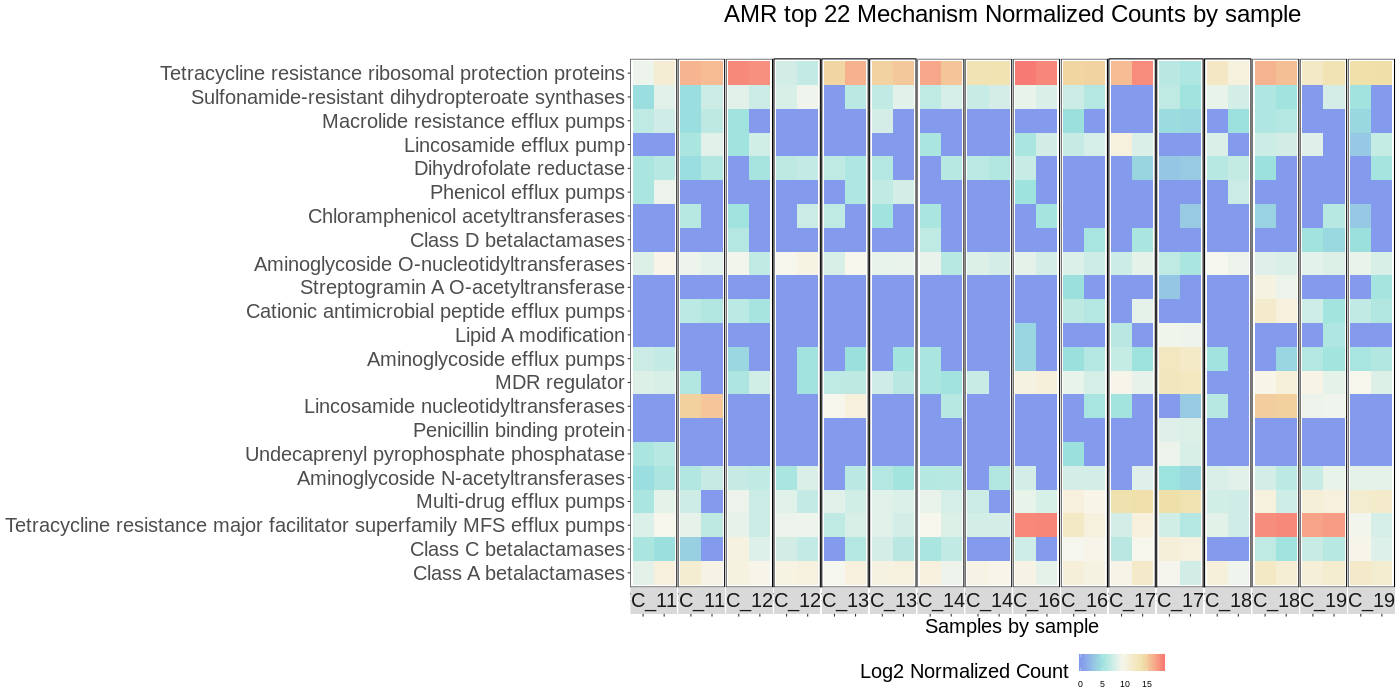 AMR top 22 Mechanism Normalized Counts by sample
Tetracycline resistance ribosomal protection proteins
Sulfonamide-resistant dihydropteroate synthases
Macrolide resistance efflux pumps
Lincosamide efflux pump
Dihydrofolate reductase
Phenicol efflux pumps
Chloramphenicol acetyltransferases
Class D betalactamases
Aminoglycoside O-nucleotidyltransferases
Streptogramin A O-acetyltransferase
Cationic antimicrobial peptide efflux pumps
Lipid A modification
Aminoglycoside efflux pumps
MDR regulator
Lincosamide nucleotidyltransferases
Penicillin binding protein
Undecaprenyl pyrophosphate phosphatase
Aminoglycoside N-acetyltransferases
Multi-drug efflux pumps
Tetracycline resistance major facilitator superfamily MFS efflux pumps
Class C betalactamases
Class A betalactamases
C_11 C_11 C_12 C_12 C_13 C_13 C_14 C_14 C_16 C_16 C_17 C_17 C_18 C_18 C_19 C_19
Samples by sample
Log2 Normalized Count
0 5 10 15